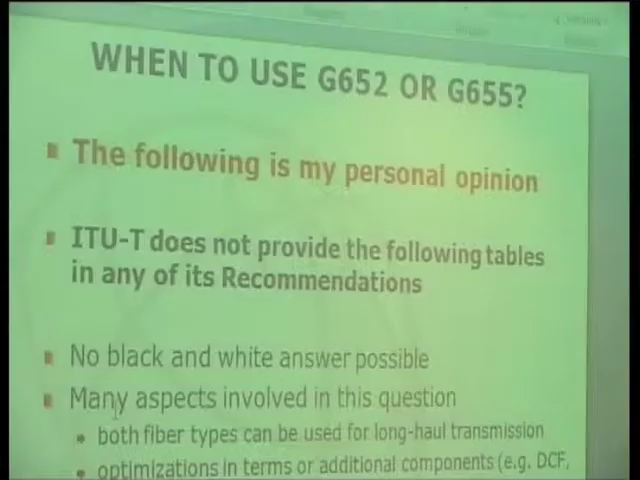 WHEN TO USE G652 OR G655?
The following is my personal opinion
ITU-T does not provide the following tables
in any of its Recommendations
No black and white answer possible
Many aspects involved in this question
both fiber types can be used for long-haul transmission
optimizations in terms or additional components (e.g. DCF,